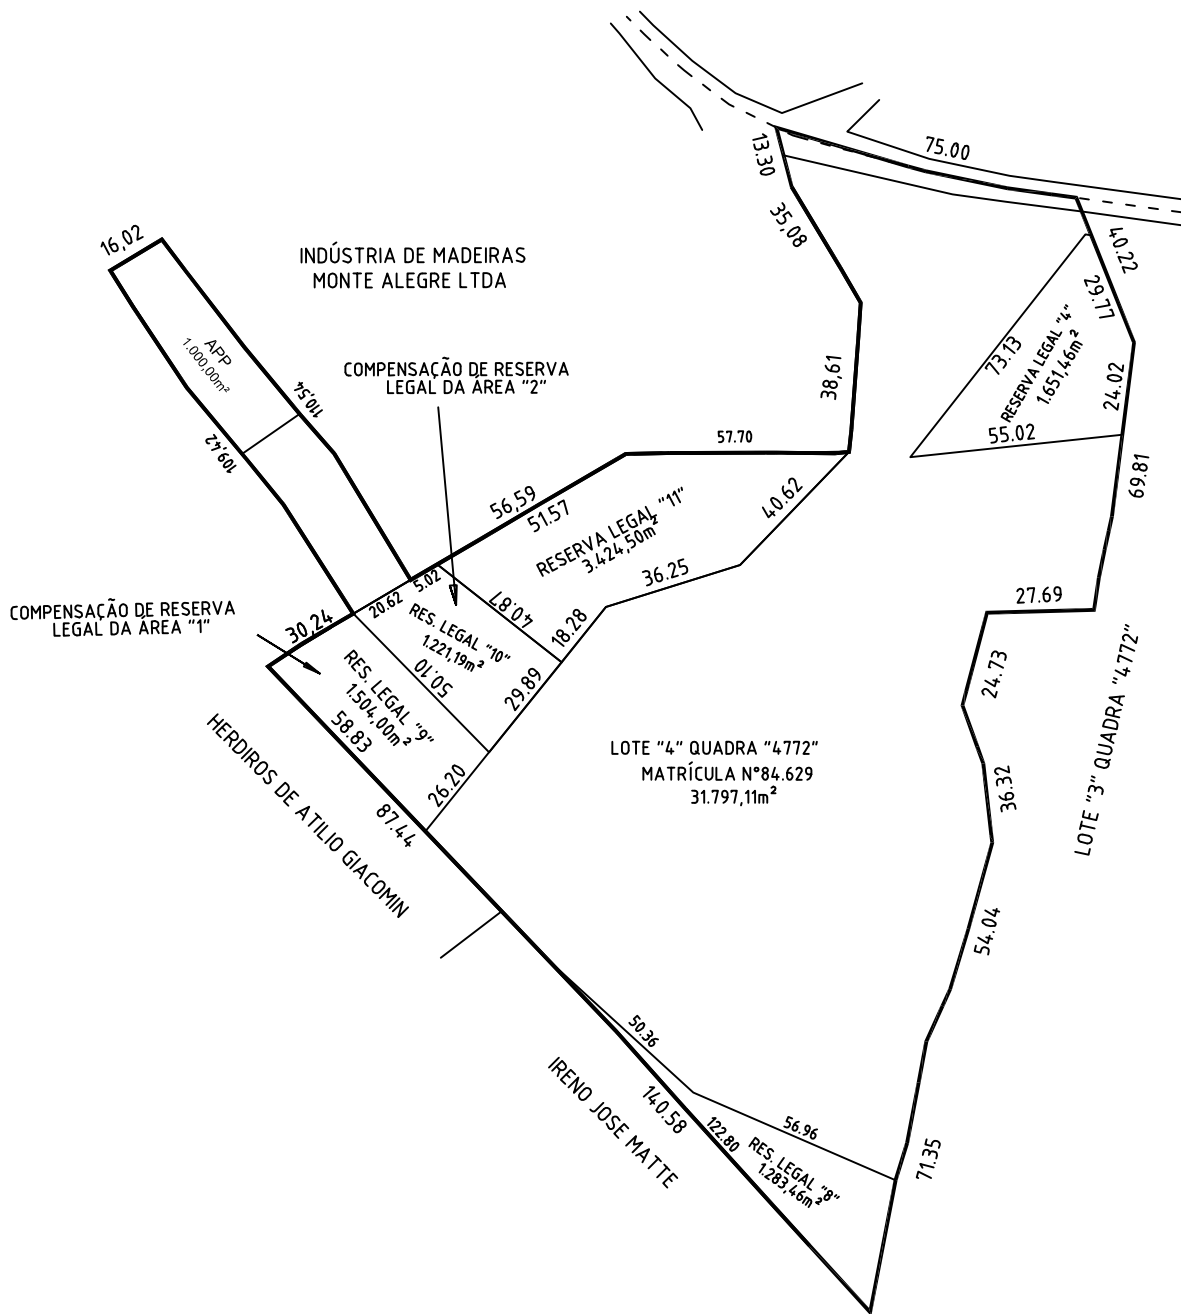 75.00
13.30
35,08
40.22
16,02
INDÚSTRIA DE MADEIRAS
MONTE ALEGRE LTDA
29.77
RESERVA LEGAL "4"
1.651,46m²
73.13
APP
1.000,00m²
COMPENSAÇÃO DE RESERVA
LEGAL DA ÁREA "2"
38,61
24.02
110,54
109,42
57.70
55.02
69.81
56,59
51.57
40.62
RESERVA LEGAL "11"
3.424,50m²
36.25
5.02
20.62
40.87
COMPENSAÇÃO DE RESERVA
LEGAL DA ÁREA "1"
30,24
27.69
RES. LEGAL "10"
1.221,19m²
18.28
RES. LEGAL "9"
1.504,00m²
50.10
29.89
24.73
58.83
HERDIROS DE ATILIO GIACOMIN
LOTE "3" QUADRA "4772"
LOTE "4" QUADRA "4772"
MATRÍCULA N°84.629
31.797,11m²
26.20
36.32
87.44
54.04
50.36
IRENO JOSE MATTE
140.58
122.80
56.96
RES. LEGAL "8"
1.283,46m²
71.35